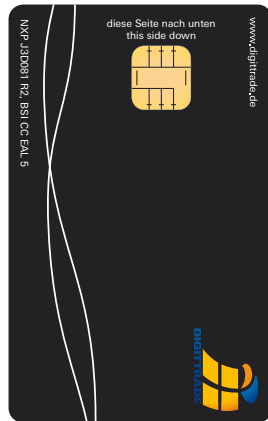 diese Seite nach unten
this side down
www.digittrade.de
NXP J3D081 R2, BSI CC EAL 5
DIGITTRADE